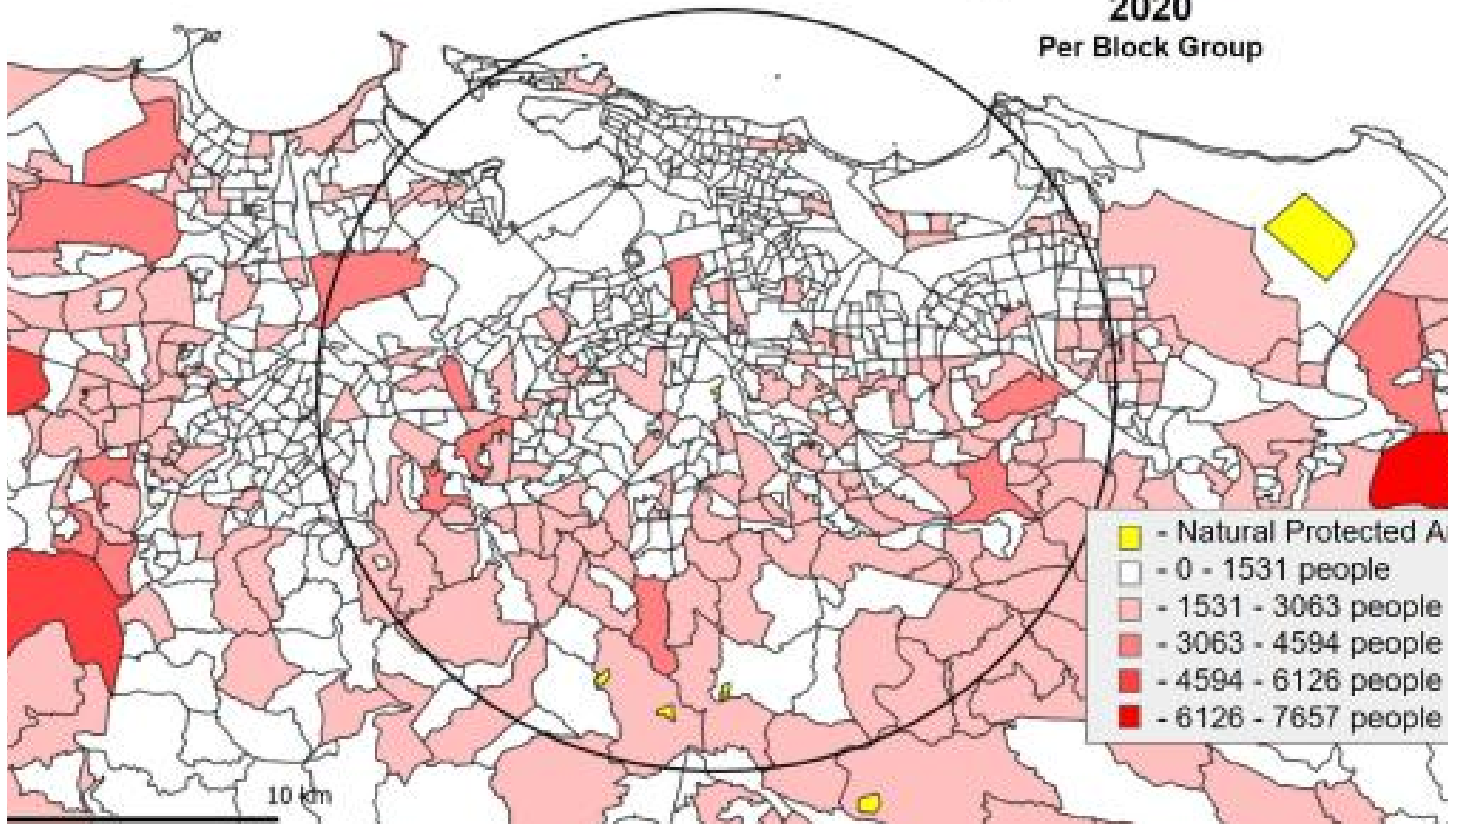 2020
Per Block Group
- Natural Protected A
- 0 - 1531 people
- 1531 - 3063 people
- 3063 - 4594 people
- 4594 - 6126 people
- 6126 - 7657 people
10 km